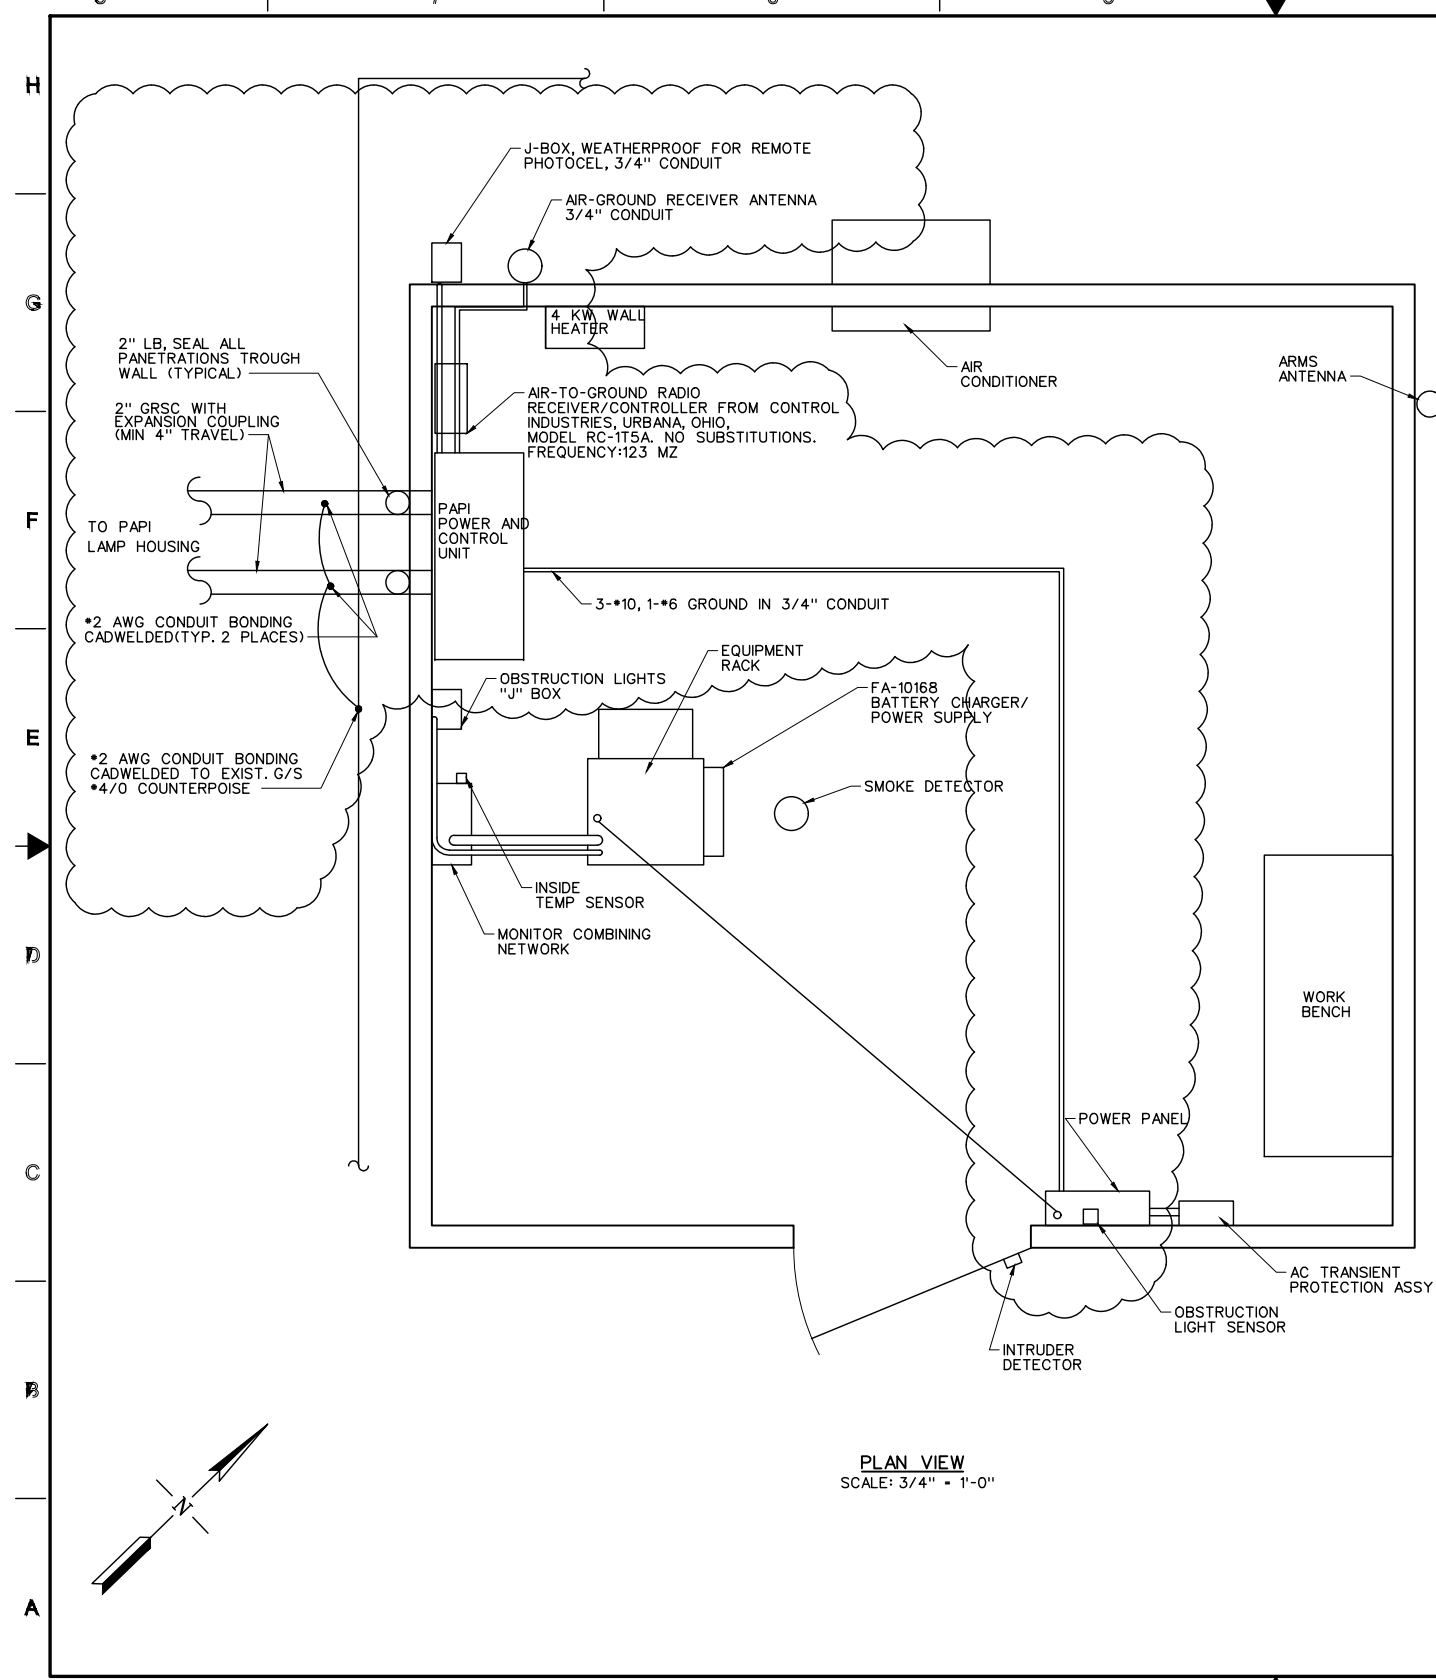 H
J-BOX, WEATHERPROOF FOR REMOTE
PHOTOCEL, 3/4" CONDUIT
AIR-GROUND RECEIVER ANTENNA
3/4" CONDUIT
G
4 KW WALL
HEATER
2" LB, SEAL ALL
PANETRATIONS TROUGH
WALL (TYPICAL)
AIR
CONDITIONER
ARMS
ANTENNA
2" GRSC WITH
EXPANSION COUPLING
(MIN 4" TRAVEL)
AIR-TO-GROUND RADIO
RECEIVER/CONTROLLER FROM CONTROL
INDUSTRIES, URBANA, OHIO,
MODEL RC-1T5A. NO SUBSTITUTIONS.
FREQUENCY:123 MZ
F
TO PAPI
LAMP HOUSING
PAPI
POWER AND
CONTROL
UNIT
3-*10, 1-*6 GROUND IN 3/4" CONDUIT
*2 AWG CONDUIT BONDING
CADWELDED(TYP. 2 PLACES)
EQUIPMENT
RACK
OBSTRUCTION LIGHTS
"J" BOX
FA-10168
BATTERY CHARGER/
POWER SUPPLY
E
*2 AWG CONDUIT BONDING
CADWELDED TO EXIST. G/S
*4/0 COUNTERPOISE
SMOKE DETECTOR
INSIDE
TEMP SENSOR
MONITOR COMBINING
NETWORK
D
WORK
BENCH
POWER PANEL
C
AC TRANSIENT
PROTECTION ASSY
OBSTRUCTION
LIGHT SENSOR
INTRUDER
DETECTOR
B
PLAN VIEW
SCALE: 3/4" = 1'-0"
N
A